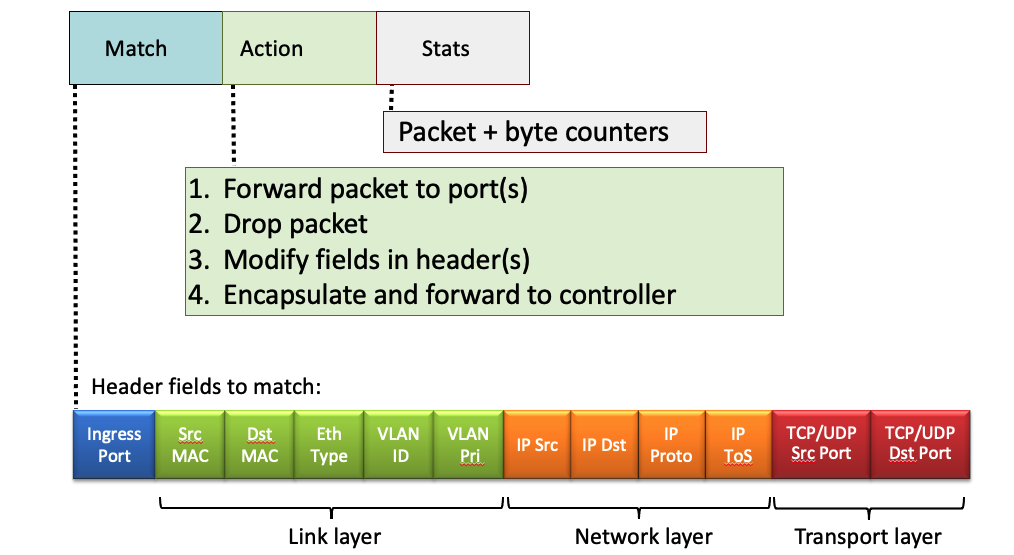 Match Action Stats
Packet + byte counters
1. Forward packet to port(s)
2. Drop packet
3. Modify fields in header(s)
4. Encapsulate and forward to controller
Header fields to match:
Ingress
Port
Src
MAC
Dst
MAC
Eth
Type
VLAN
ID
VLAN
Pri
IP Src
IP Dst
IP
Proto
IP
ToS
TCP/UDP
Src Port
TCP/UDP
Dst Port
Link layer
Network layer
Transport layer